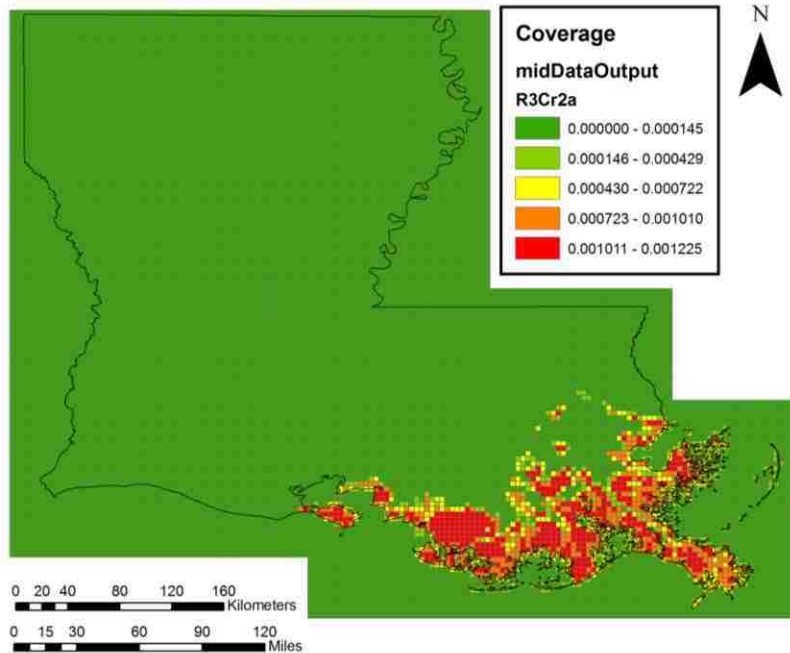 Coverage
midDataOutput
R3Cr2a
0.000000 - 0.000145
0.000146 - 0.000429
0.000430 - 0.000722
0.000723 - 0.001010
0.001011 - 0.001225
N
0 20 40 80 120 160
Kilometers
0 15 30 60 90 120
Miles